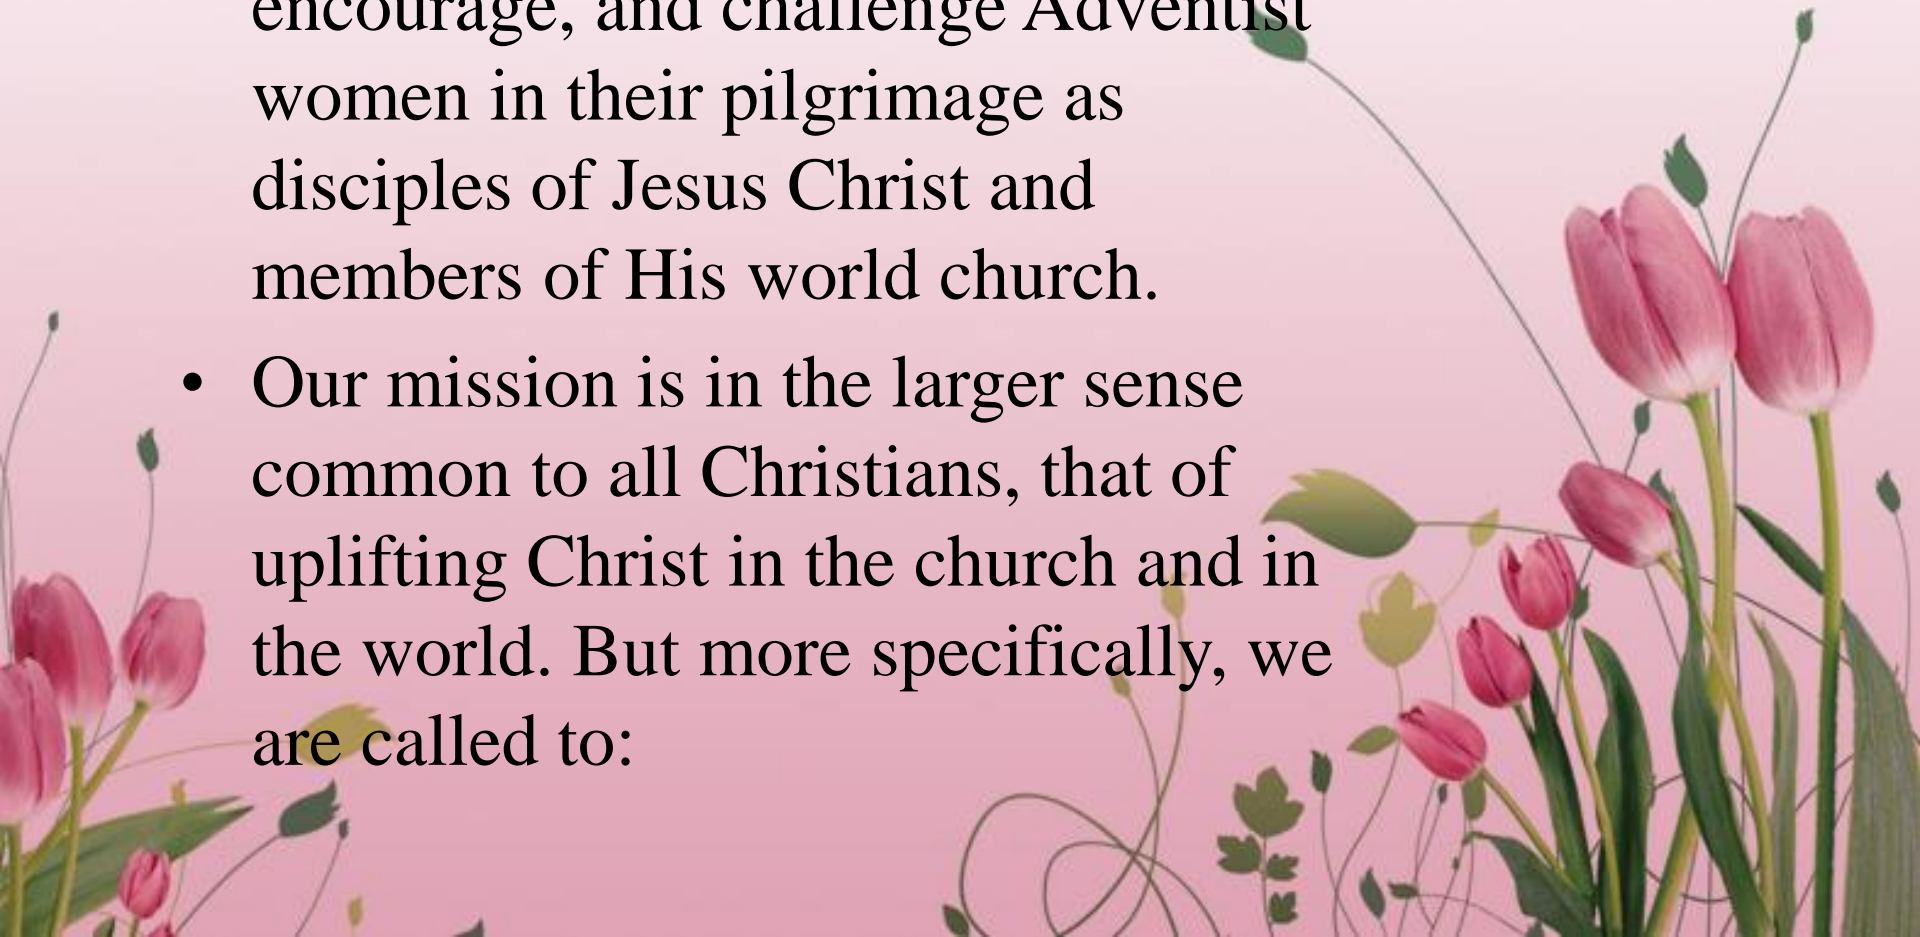 encourage, and challenge Adventist
women in their pilgrimage as
disciples of Jesus Christ and
members of His world church.
• Our mission is in the larger sense
common to all Christians, that of
uplifting Christ in the church and in
the world. But more specifically, we
are called to: